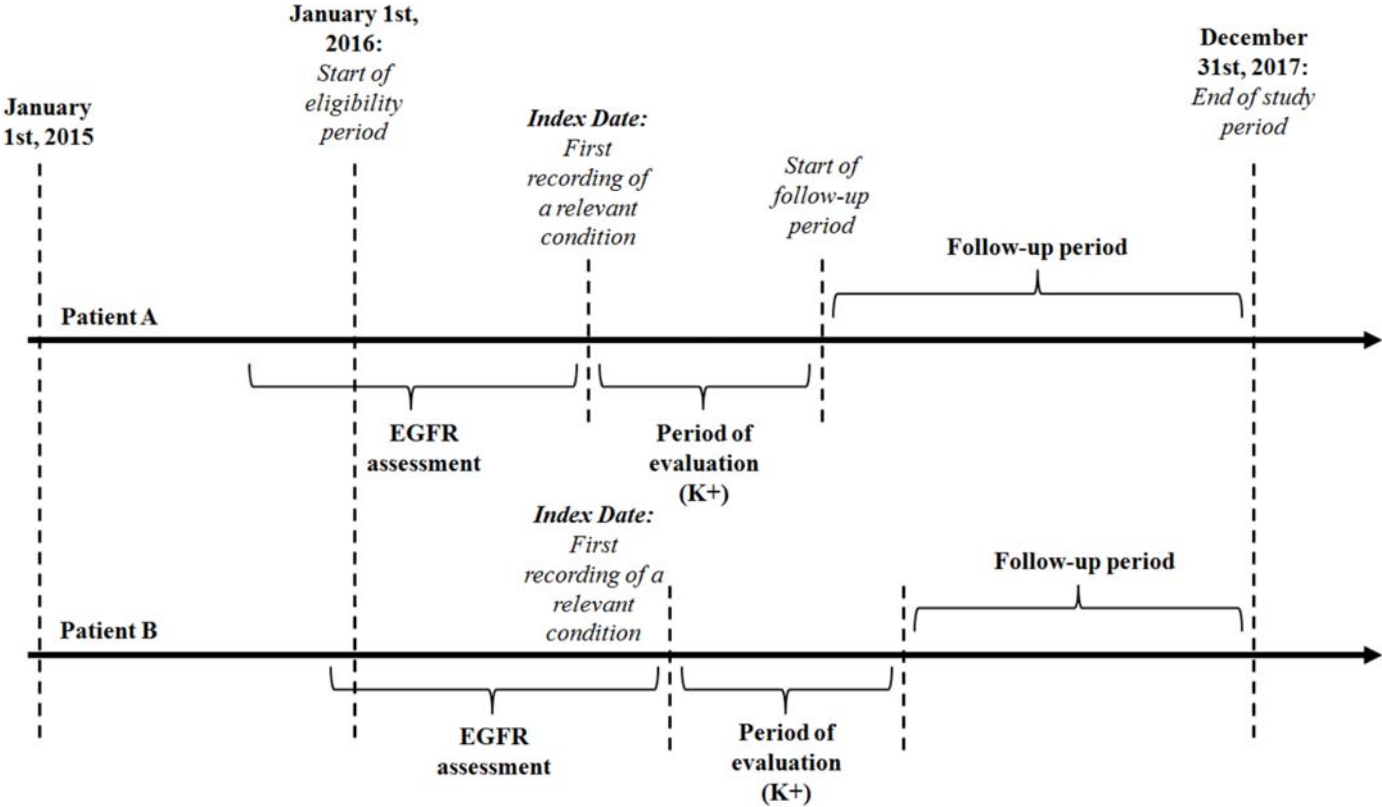 January
1st, 2015
January 1st,
2016:
Start of
eligibility
period
Index Date:
First
recording of
a relevant
condition
Start of
follow-up
period
December
31st, 2017:
End of study
period
Follow-up period
Patient A
EGFR
assessment
Period of
evaluation
(K+)
Index Date:
First
recording of a
relevant
condition
Follow-up period
Patient B
EGFR
assessment
Period of
evaluation
(K+)